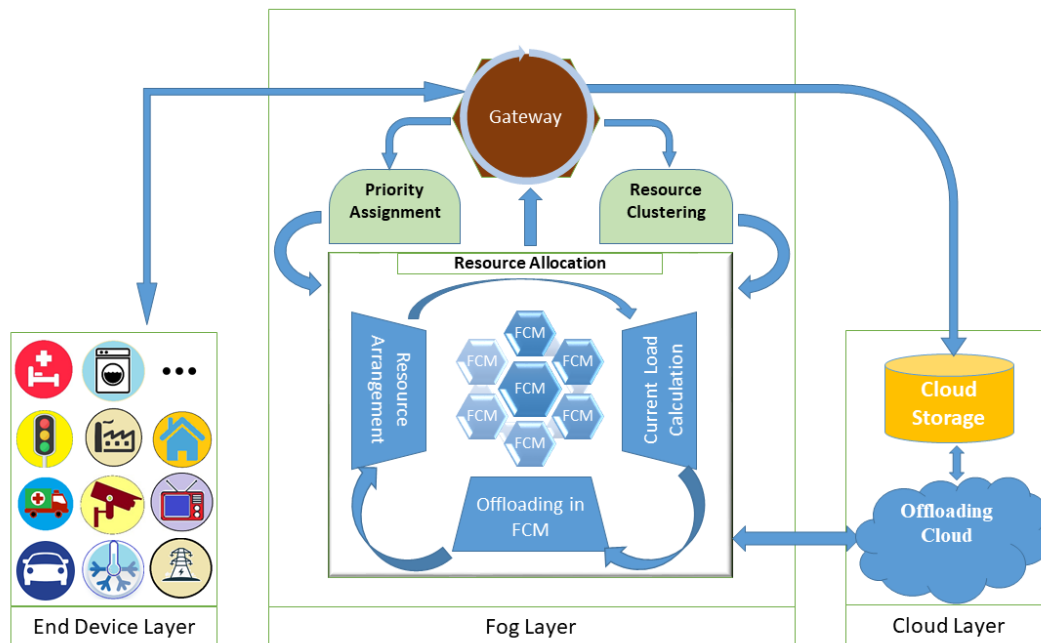 Gateway
Priority
Assignment
Resource
Clustering
Resource Allocation
Resource
Arrangement
FCM
FCM
FCM
FCM
FCM
FCM
FCM
Current Load
Calculation
Offloading in
FCM
Cloud
Storage
Offloading
Cloud
End Device Layer
Fog Layer
Cloud Layer